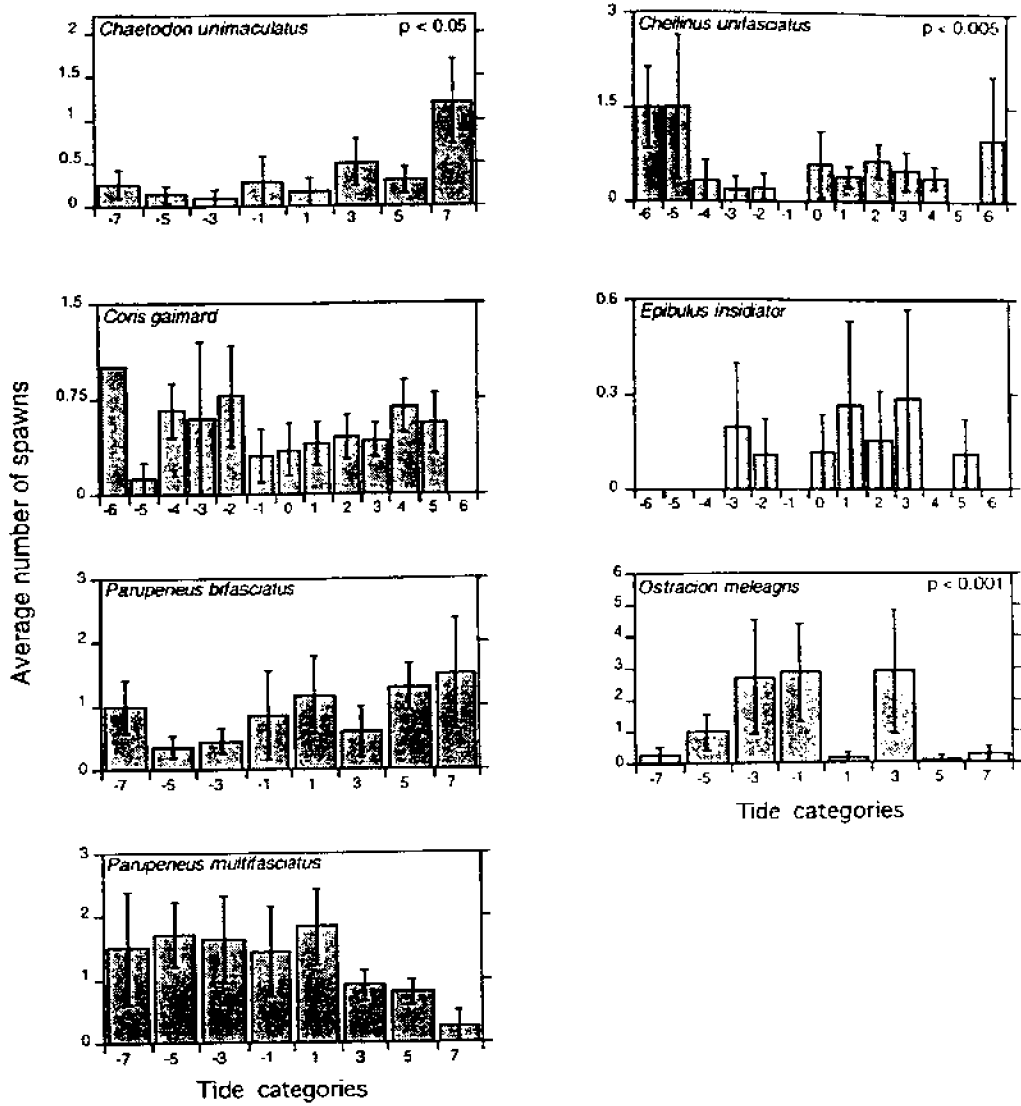 Chaetodon unimaculatus p < 0.05
2
1.5
1
0.5
0
-7 -5 -3 -1 1 3 5 7
Cheilinus unifasciatus p < 0.005
3
1.5
0
-6 -5 -4 -3 -2 -1 0 1 2 3 4 5 6
Coris gaimard
1.5
0.75
0
-6 -5 -4 -3 -2 -1 0 1 2 3 4 5 6
Epibulus insidiator
0.6
0.3
0
-6 -5 -4 -3 -2 -1 0 1 2 3 4 5 6
Average number of spawns
Parupeneus bifasciatus
3
2
1
0
-7 -5 -3 -1 1 3 5 7
Ostracion meleagris p < 0.001
6
5
4
3
2
1
0
-7 -5 -3 -1 1 3 5 7
Tide categories
Parupeneus multifasciatus
3
2
1
0
-7 -5 -3 -1 1 3 5 7
Tide categories